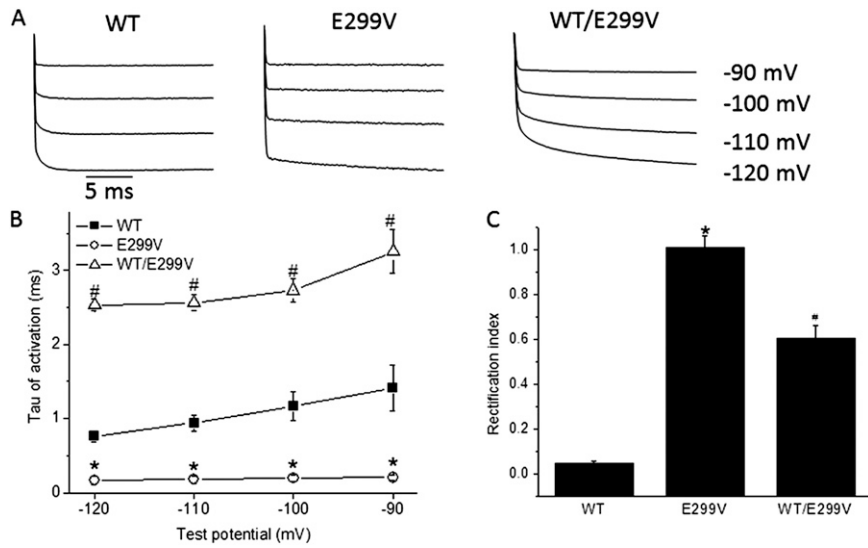 A
WT
E299V
WT/E299V
-90 mV
-100 mV
-110 mV
-120 mV
5 ms
B
WT
E299V
WT/E299V
Tau of activation (ms)
3
2
1
0
# # # #
* * * *
-120 -110 -100 -90
Test potential (mV)
C
Rectification index
1.0
0.8
0.6
0.4
0.2
0.0
*
#
WT E299V WT/E299V